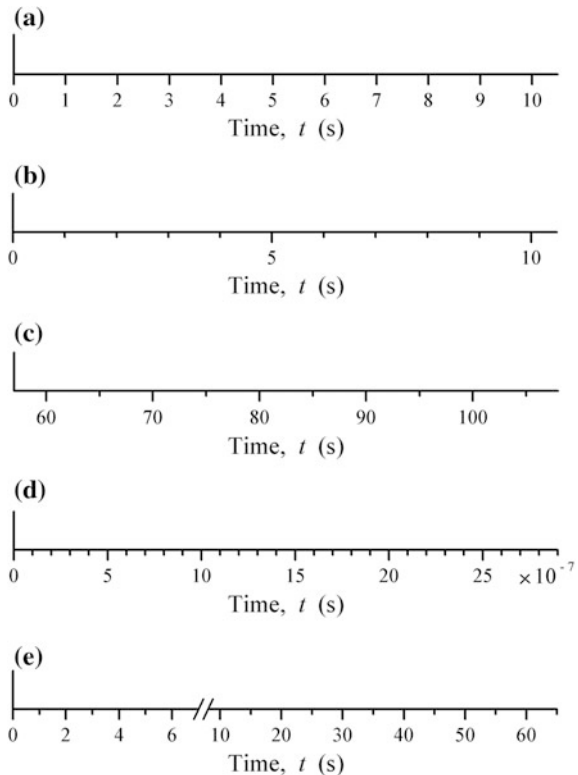 (a)
0 1 2 3 4 5 6 7 8 9 10
Time, t (s)
(b)
0 5 10
Time, t (s)
(c)
60 70 80 90 100
Time, t (s)
(d)
0 5 10 15 20 25 ×10⁻⁷
Time, t (s)
(e)
0 2 4 6 10 20 30 40 50 60
Time, t (s)